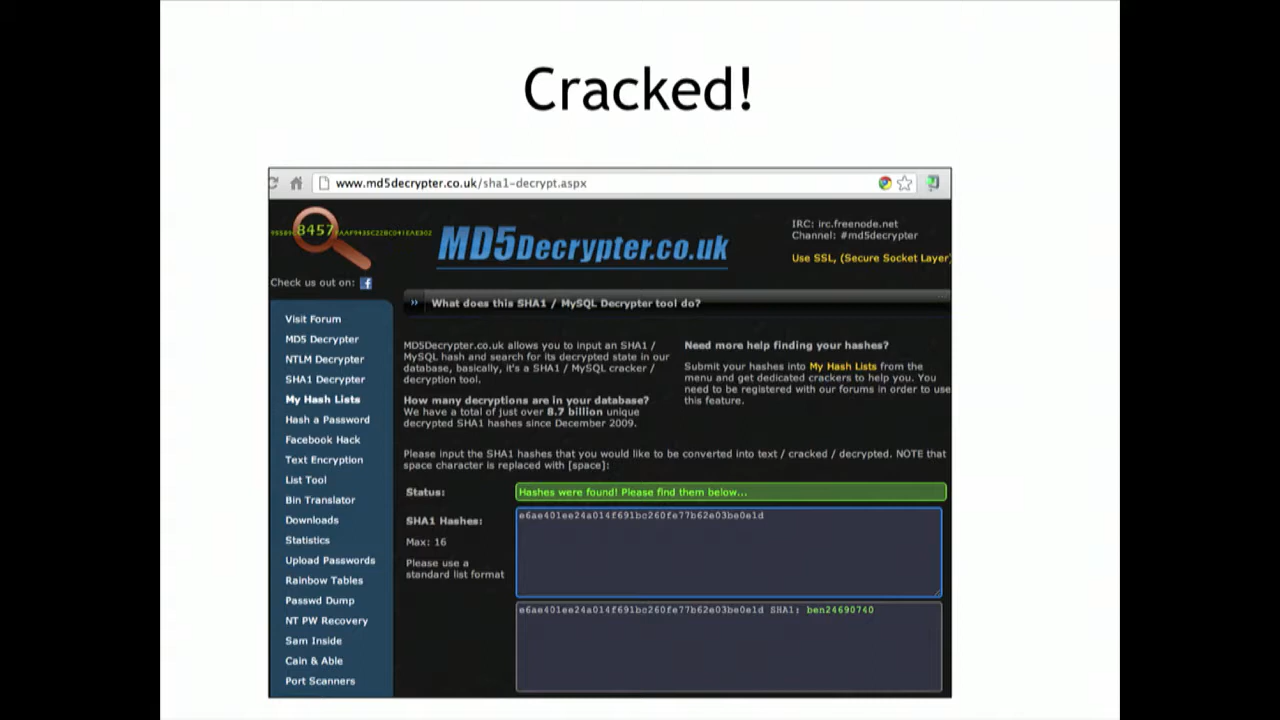 Cracked!
www.md5decrypter.co.uk/sha1-decrypt.aspx
8457
MD5Decrypter.co.uk
IRC: irc.freenode.net
Channel: #md5decrypter
Use SSL, (Secure Socket Layer)
Check us out on:
Visit Forum
MD5 Decrypter
NTLM Decrypter
SHA1 Decrypter
My Hash Lists
Hash a Password
Facebook Hack
Text Encryption
List Tool
Bin Translator
Downloads
Statistics
Upload Passwords
Rainbow Tables
Passwd Dump
NT PW Recovery
Sam Inside
Cain & Able
Port Scanners
What does this SHA1 / MySQL Decrypter tool do?
MD5Decrypter.co.uk allows you to input an SHA1 /
MySQL hash and search for its decrypted state in our
database, basically, it's a SHA1 / MySQL cracker /
decryption tool.
How many decryptions are in your database?
We have a total of just over 8.7 billion unique
decrypted SHA1 hashes since December 2009.
Need more help finding your hashes?
Submit your hashes into My Hash Lists from the
menu and get dedicated crackers to help you. You
need to be registered with our forums in order to use
this feature.
Please input the SHA1 hashes that you would like to be converted into text / cracked / decrypted. NOTE that
space character is replaced with [space]:
Status:
Hashes were found! Please find them below...
SHA1 Hashes:
Max: 16
Please use a
standard list format
e6ae401ee24a014f691bc260fe77b62e03be0e1d
e6ae401ee24a014f691bc260fe77b62e03be0e1d SHA1: ben24690740